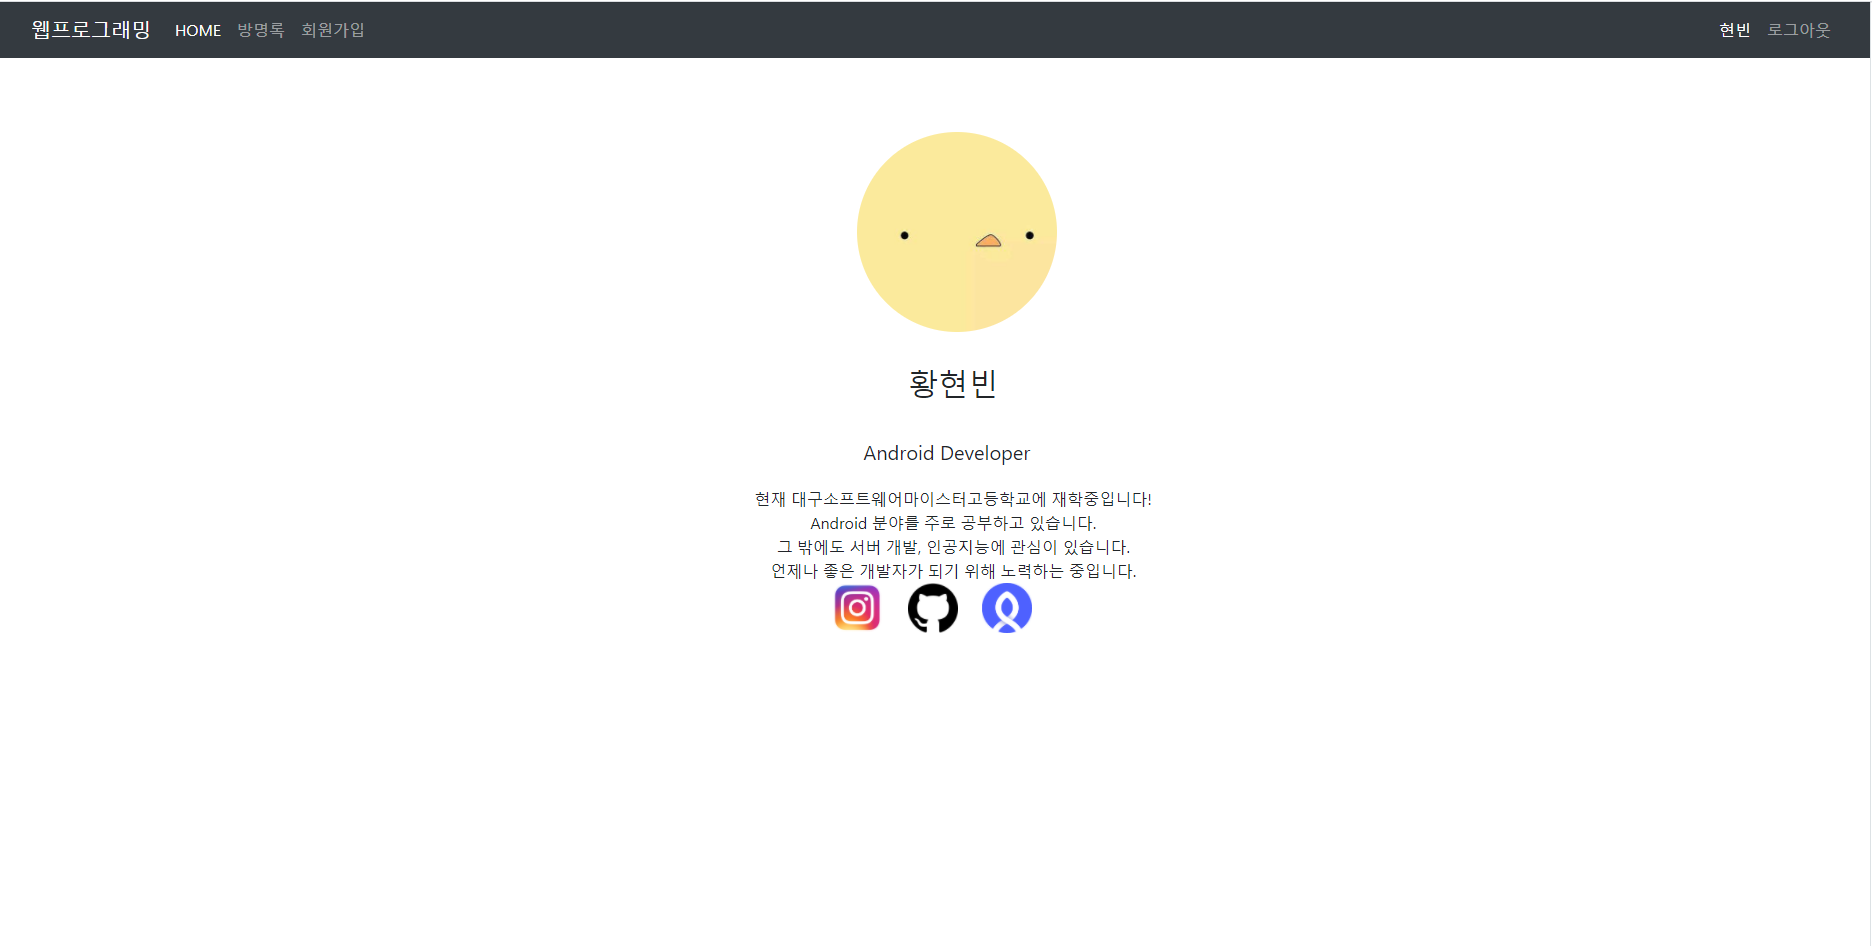 웹프로그래밍 HOME 방명록 회원가입 현빈 로그아웃
황현빈
Android Developer
현재 대구소프트웨어마이스터고등학교에 재학중입니다!
Android 분야를 주로 공부하고 있습니다.
그 밖에도 서버 개발, 인공지능에 관심이 있습니다.
언제나 좋은 개발자가 되기 위해 노력하는 중입니다.